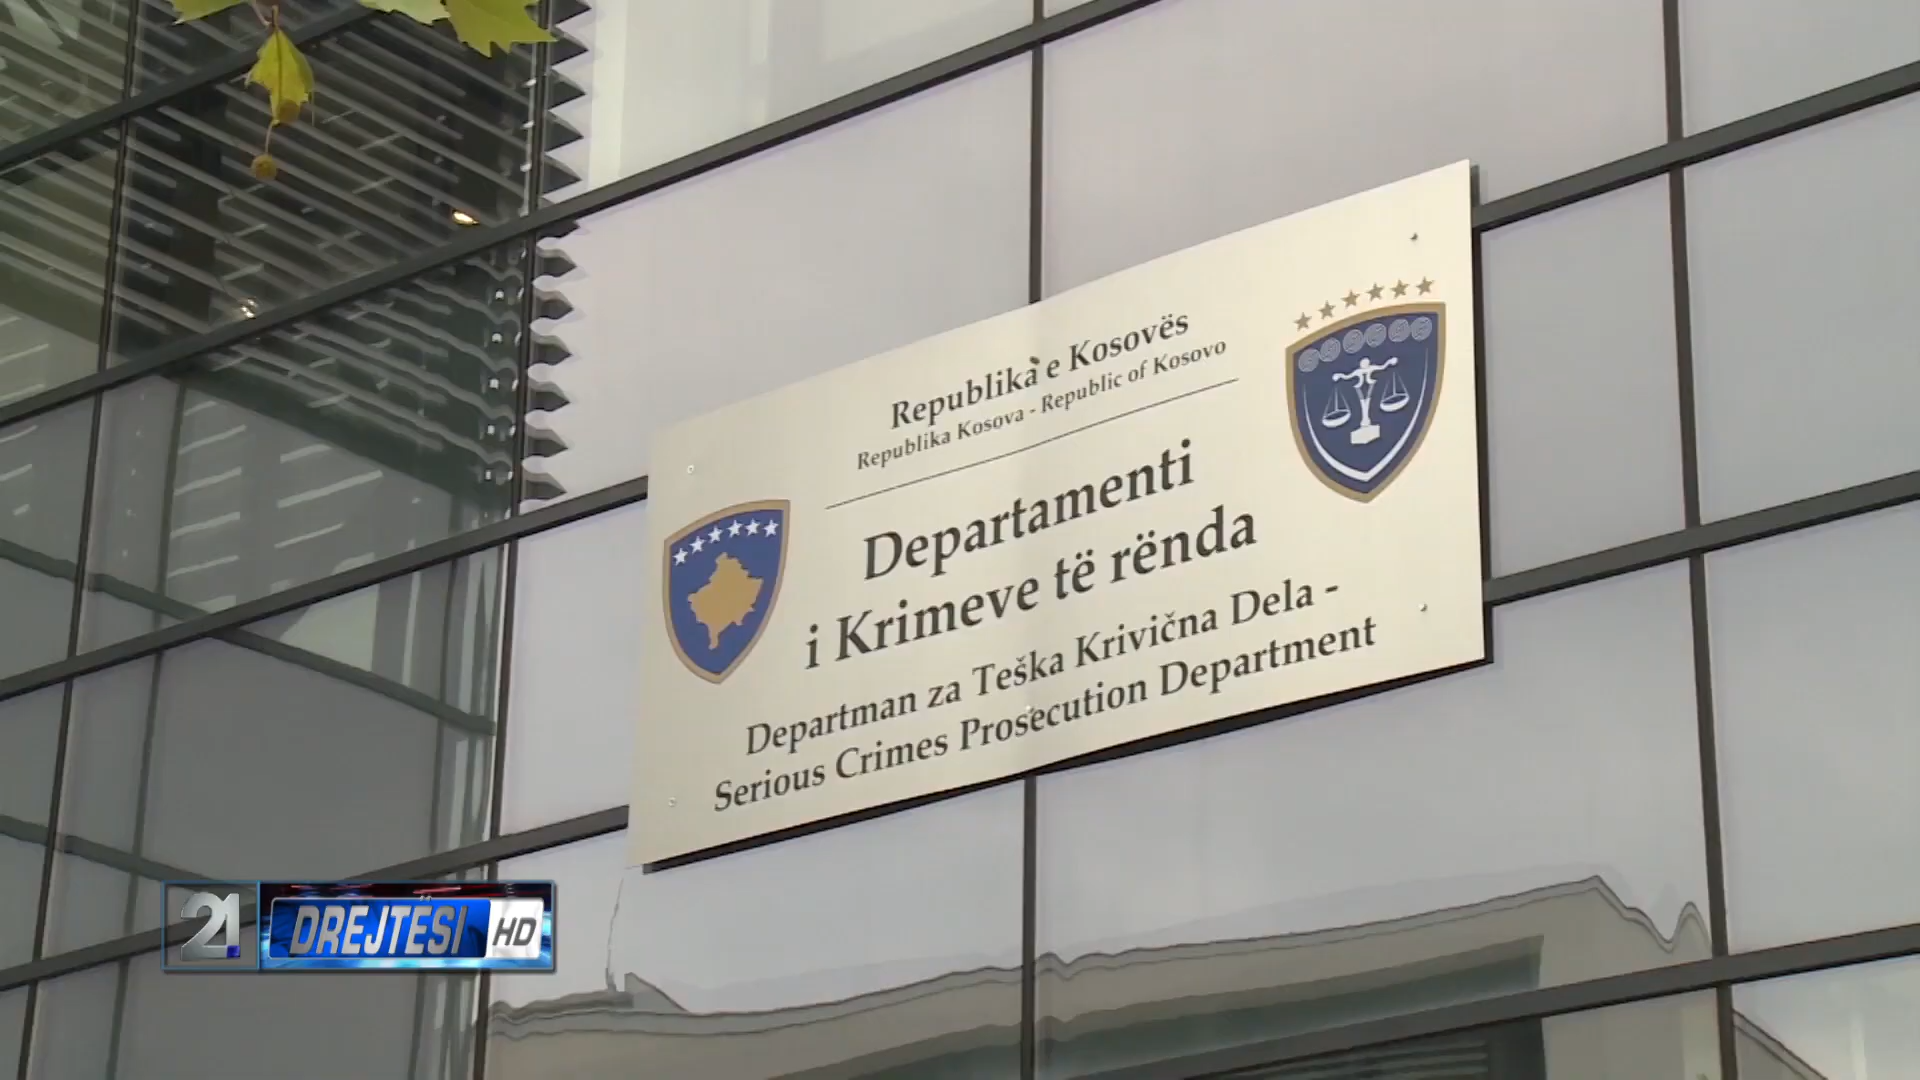 Republika e Kosovës
Republika Kosova - Republic of Kosovo
Departamenti
i Krimeve të rënda
Departman za Teška Krivična Dela -
Serious Crimes Prosecution Department
21 DREJTËSI HD